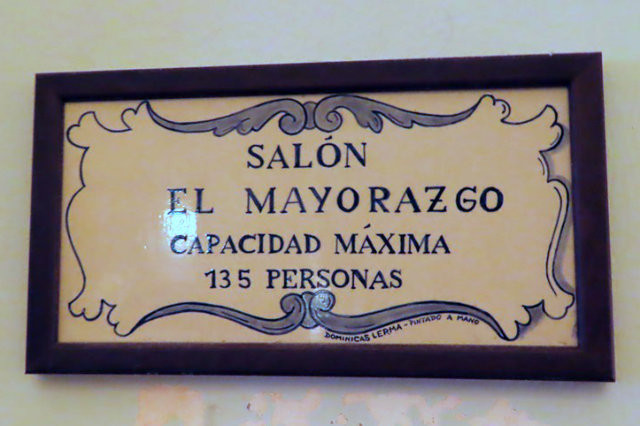 SALÓN
EL MAYORAZGO
CAPACIDAD MÁXIMA
135 PERSONAS
DOMINICAS LERMA - PINTADO A MANO